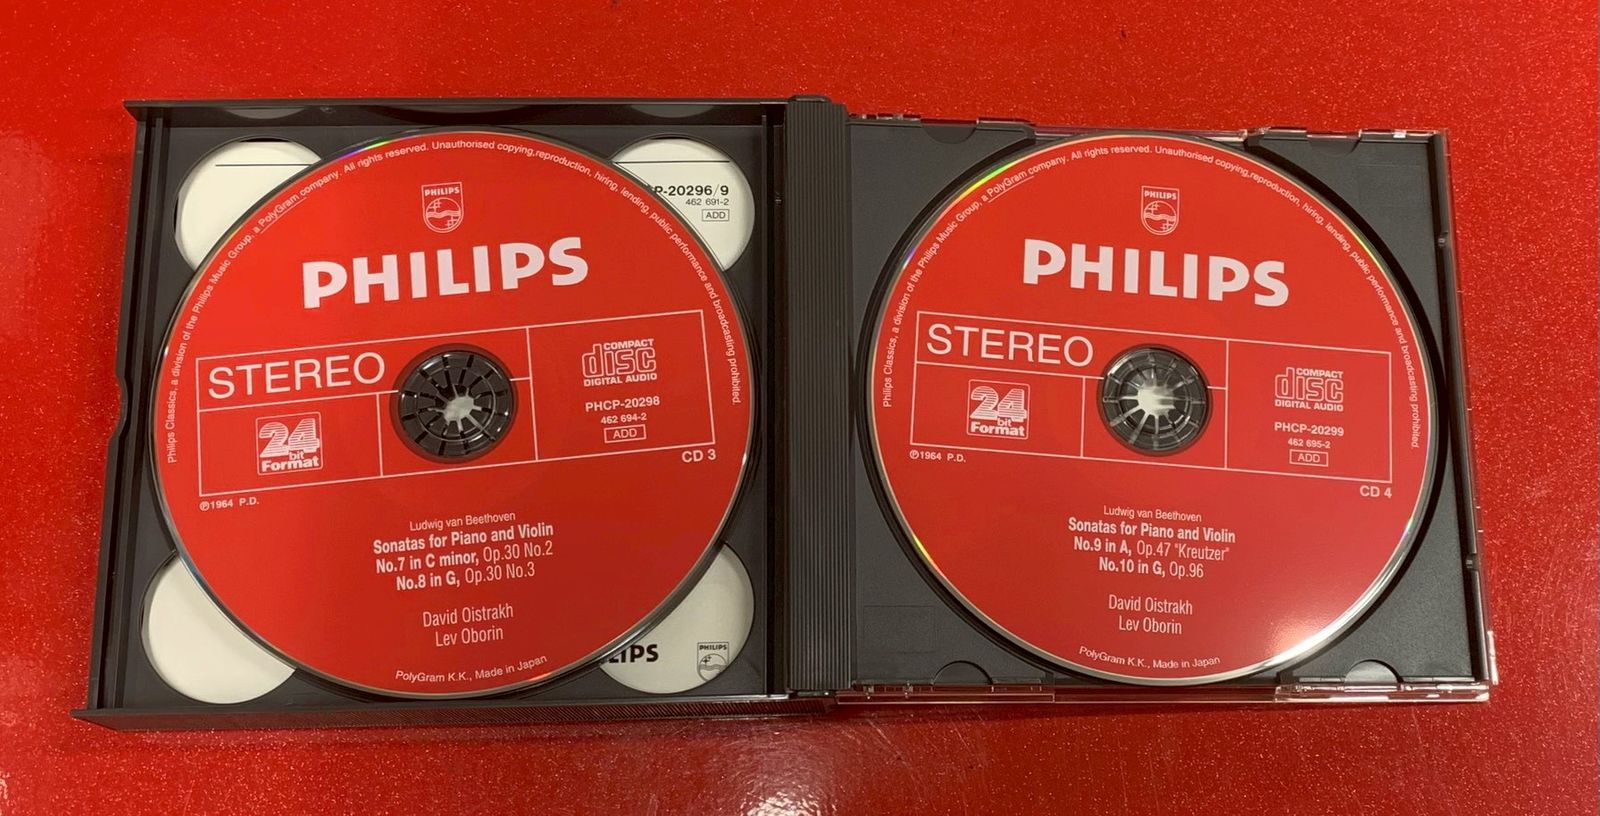 P-20296/9
462 691-2
ADD
LIPS
PHILIPS
Philips Classics, a division of the Philips Music Group, a PolyGram company. All rights reserved. Unauthorised copying,reproduction, hiring, lending, public performance and broadcasting prohibited.
PHILIPS
PHILIPS
STEREO
COMPACT
disc
DIGITAL AUDIO
24
bit
Format
PHCP-20298
462 694-2
ADD
CD 3
℗1964 P.D.
Ludwig van Beethoven
Sonatas for Piano and Violin
No.7 in C minor, Op.30 No.2
No.8 in G, Op.30 No.3
David Oistrakh
Lev Oborin
PolyGram K.K., Made in Japan
Philips Classics, a division of the Philips Music Group, a PolyGram company. All rights reserved. Unauthorised copying,reproduction, hiring, lending, public performance and broadcasting prohibited.
PHILIPS
PHILIPS
STEREO
COMPACT
disc
DIGITAL AUDIO
24
bit
Format
PHCP-20299
462 695-2
ADD
CD 4
℗1964 P.D.
Ludwig van Beethoven
Sonatas for Piano and Violin
No.9 in A, Op.47 "Kreutzer"
No.10 in G, Op.96
David Oistrakh
Lev Oborin
PolyGram K.K., Made in Japan